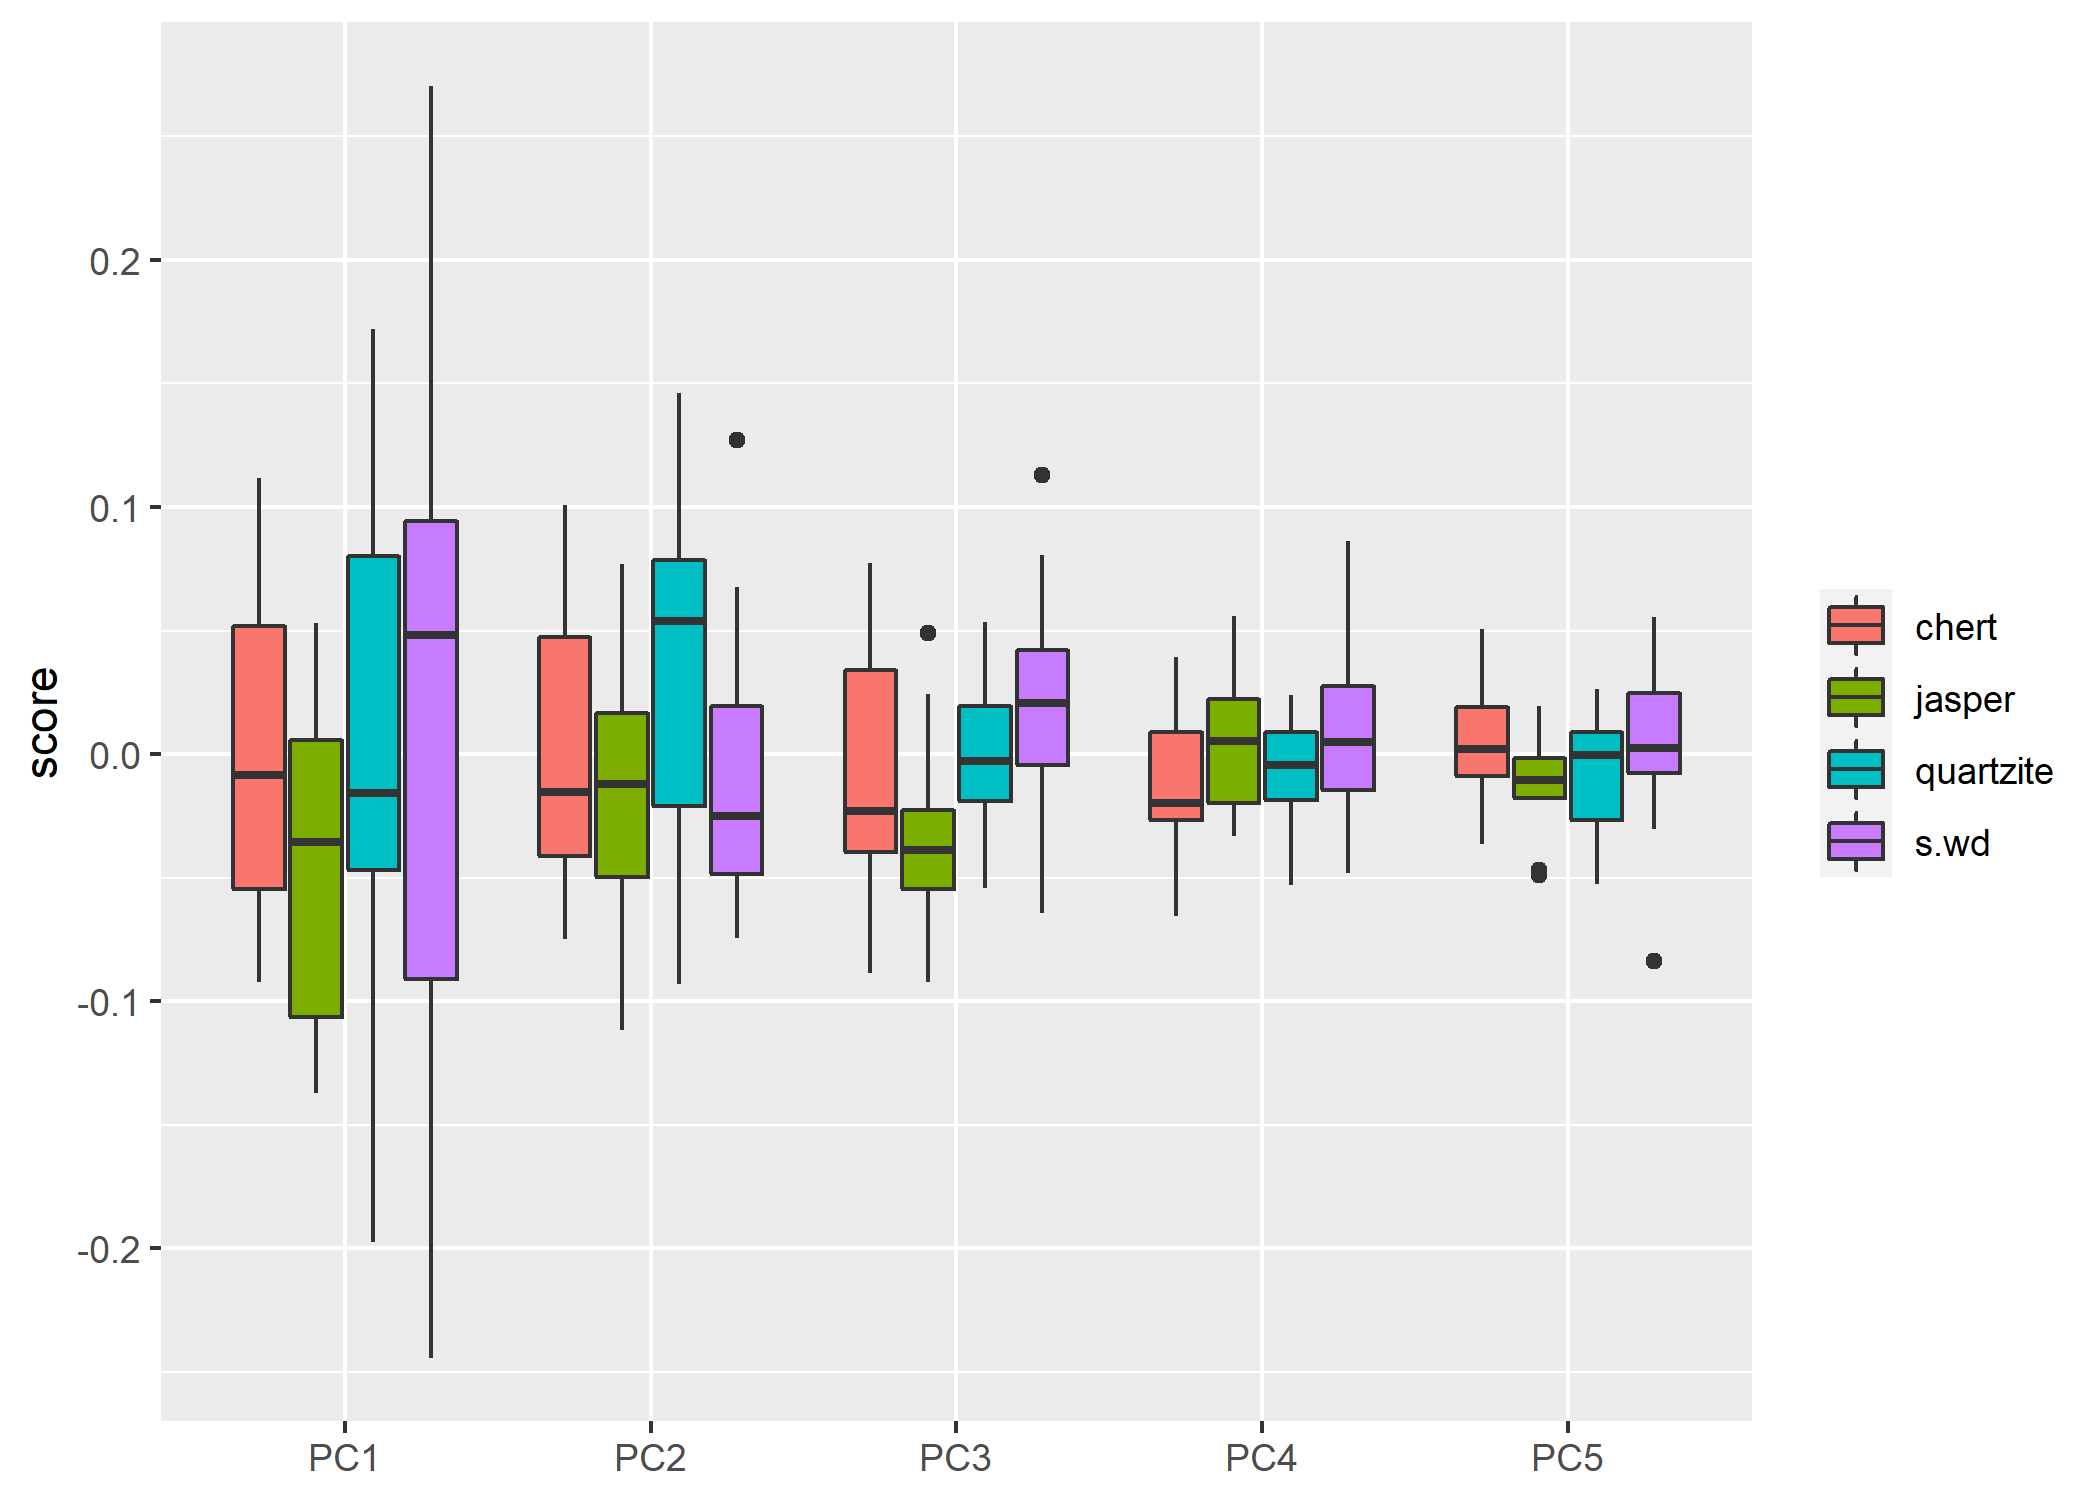 score
0.2
0.1
0.0
-0.1
-0.2
PC1 PC2 PC3 PC4 PC5
chert
jasper
quartzite
s.wd